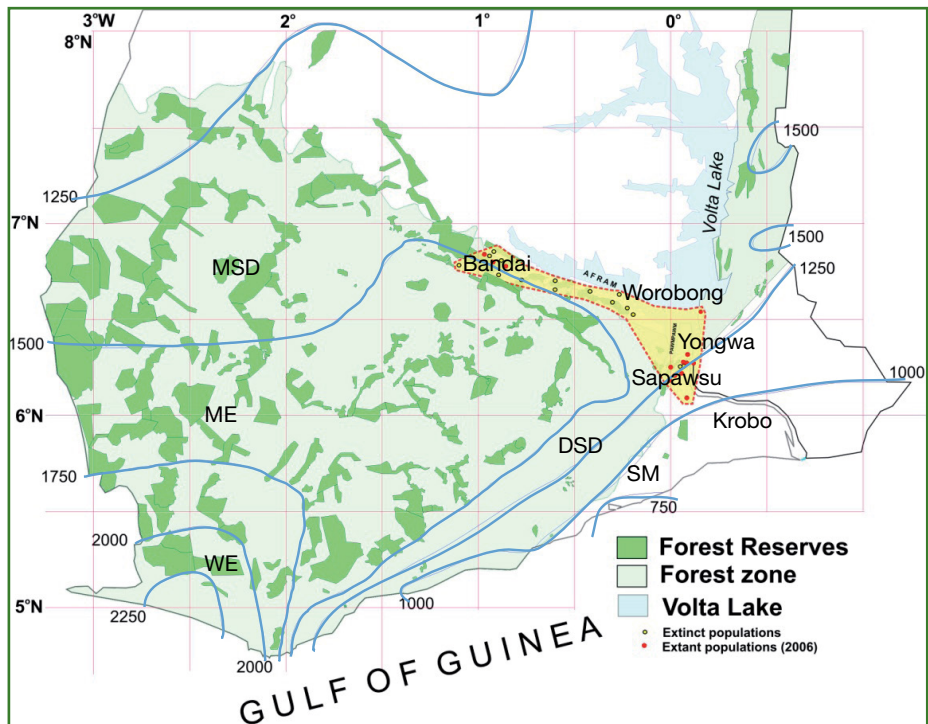 3°W
2°
1°
0°
8°N
1500
Volta Lake
1250
7°N
1500
Bandai
MSD
AFRAM
1250
Worobong
1500
Yongwa
Sapawsu
1000
ME
6°N
Krobo
DSD
1750
SM
750
2000
Forest Reserves
WE
Forest zone
5°N
2250
1000
Volta Lake
Extinct populations
Extant populations (2006)
2000
GULF OF GUINEA